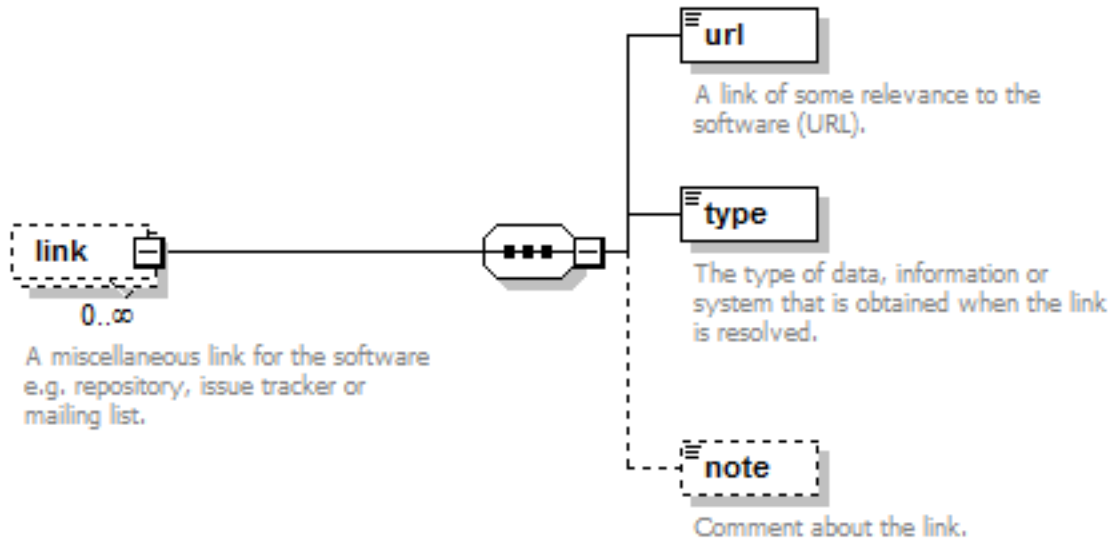 url
A link of some relevance to the
software (URL).
type
The type of data, information or
system that is obtained when the link
is resolved.
link
0..∞
A miscellaneous link for the software
e.g. repository, issue tracker or
mailing list.
note
Comment about the link.